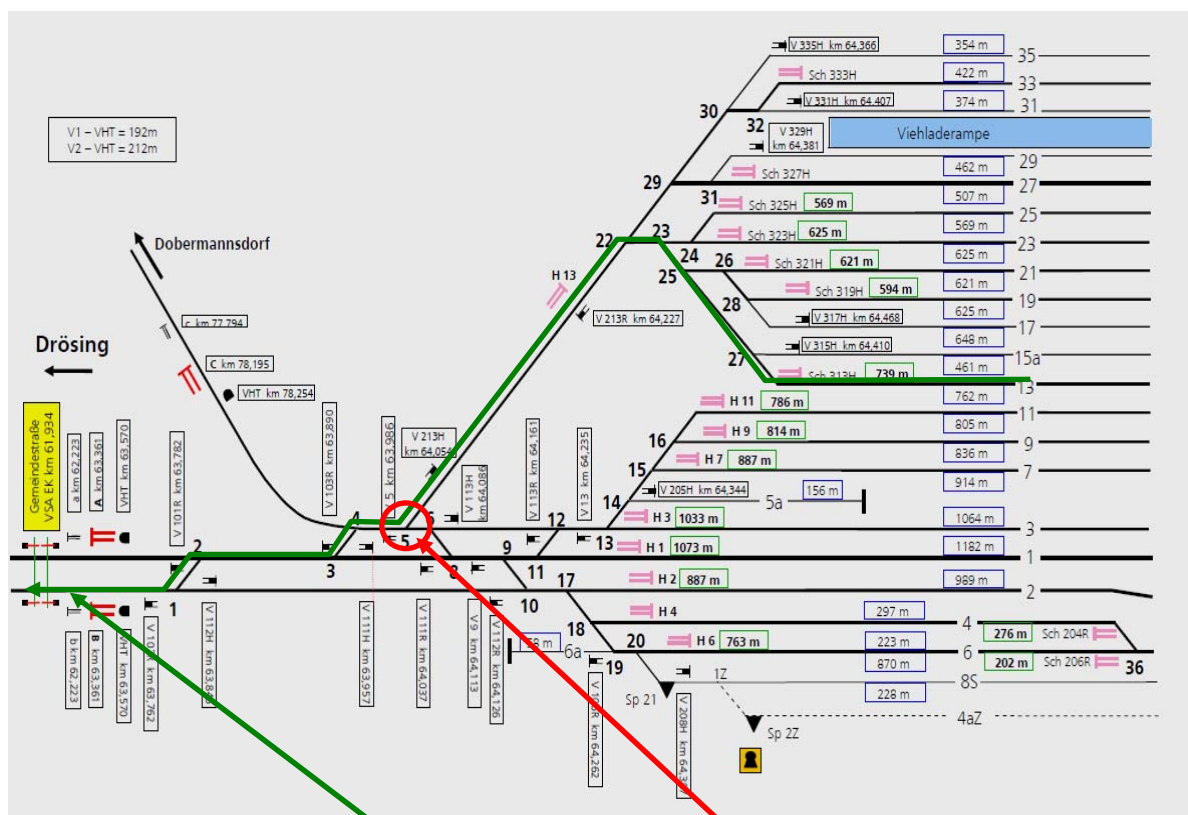 V 335H km 64,366
354 m
35
Sch 333H
422 m
33
V 331H km 64,407
374 m
31
30
V1 – VHT = 192m
V2 – VHT = 212m
32
V 329H
km 64,381
Viehladerampe
29
Sch 327H
462 m
29
27
507 m
31
Sch 325H
569 m
25
569 m
22
23
Sch 323H
625 m
23
Dobermannsdorf
24
26
Sch 321H
621 m
625 m
21
25
H 13
Sch 319H
594 m
621 m
19
28
V 213R km 64,227
V 317H km 64,468
625 m
17
c km 77,794
Drösing
V 315H km 64,410
648 m
15a
27
C km 78,195
Sch 313H
739 m
461 m
13
VHT km 78,254
H 11
786 m
762 m
11
Gemeindestraße
VSA EK km 61,934
a km 62,223
A km 63,361
VHT km 63,570
V 101R km 63,782
V 103R km 63,890
V 5 km 63,986
V 213H
km 64,054
V 113H
km 64,086
V 113R km 64,161
V 13 km 64,235
16
H 9
814 m
805 m
9
15
H 7
887 m
836 m
7
V 205H km 64,344
914 m
14
5a
156 m
4
5
6
12
H 3
1033 m
1064 m
3
2
3
8
9
11
13
H 1
1073 m
1182 m
1
1
10
17
H 2
887 m
989 m
2
b km 62,223
B km 63,361
VHT km 63,570
km 63,762
V 112H km 63,848
V 111H km 63,957
V 111R km 64,037
V 9 km 64,113
V 112R km 64,126
18
H 4
297 m
4
276 m
Sch 204R
6a
20
H 6
763 m
223 m
6
202 m
Sch 206R
36
19
870 m
8S
1Z
228 m
Sp 21
km 64,262
V 208H
4aZ
Sp 2Z